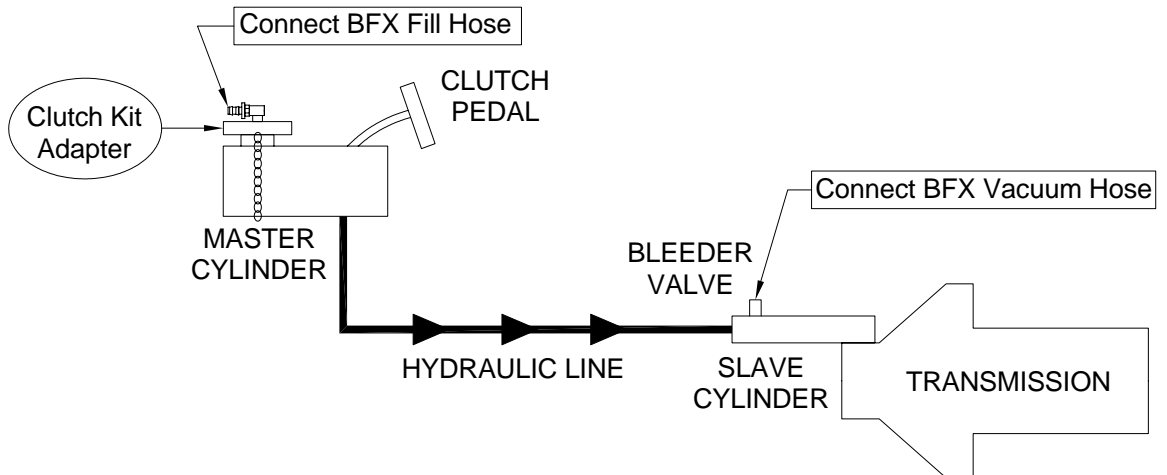 Connect BFX Fill Hose
CLUTCH
PEDAL
Clutch Kit
Adapter
Connect BFX Vacuum Hose
MASTER
CYLINDER
BLEEDER
VALVE
HYDRAULIC LINE
SLAVE
CYLINDER
TRANSMISSION